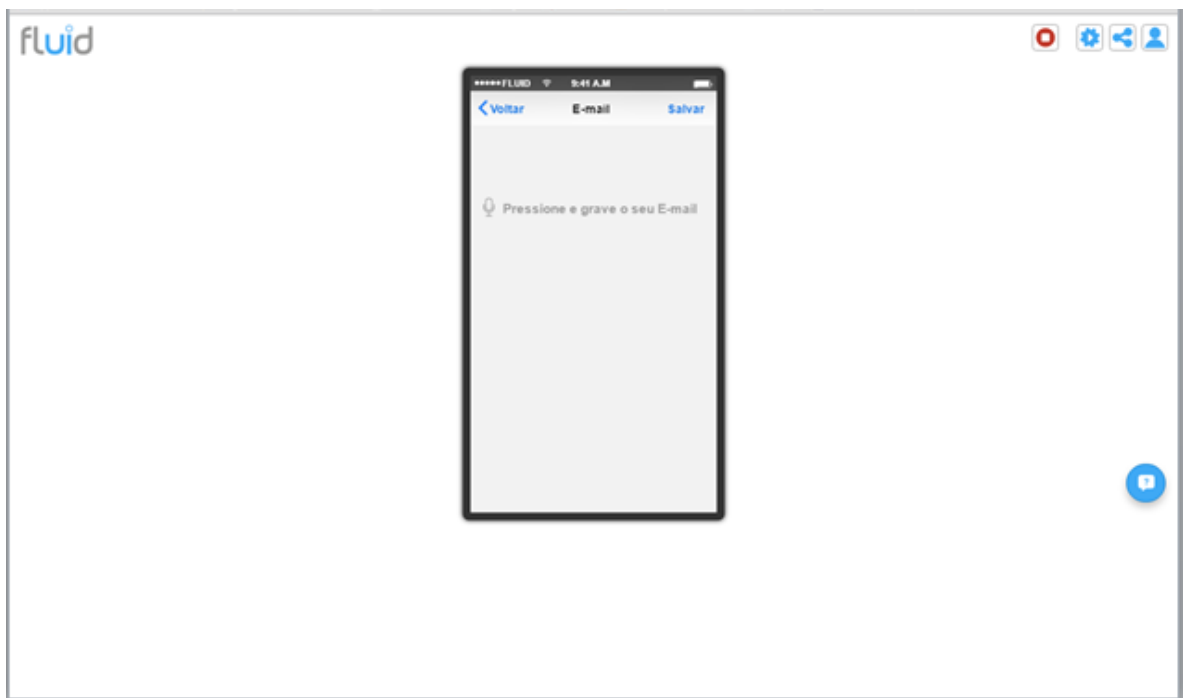 fluid
FLUID 9:41 A.M
Voltar E-mail Salvar
Pressione e grave o seu E-mail